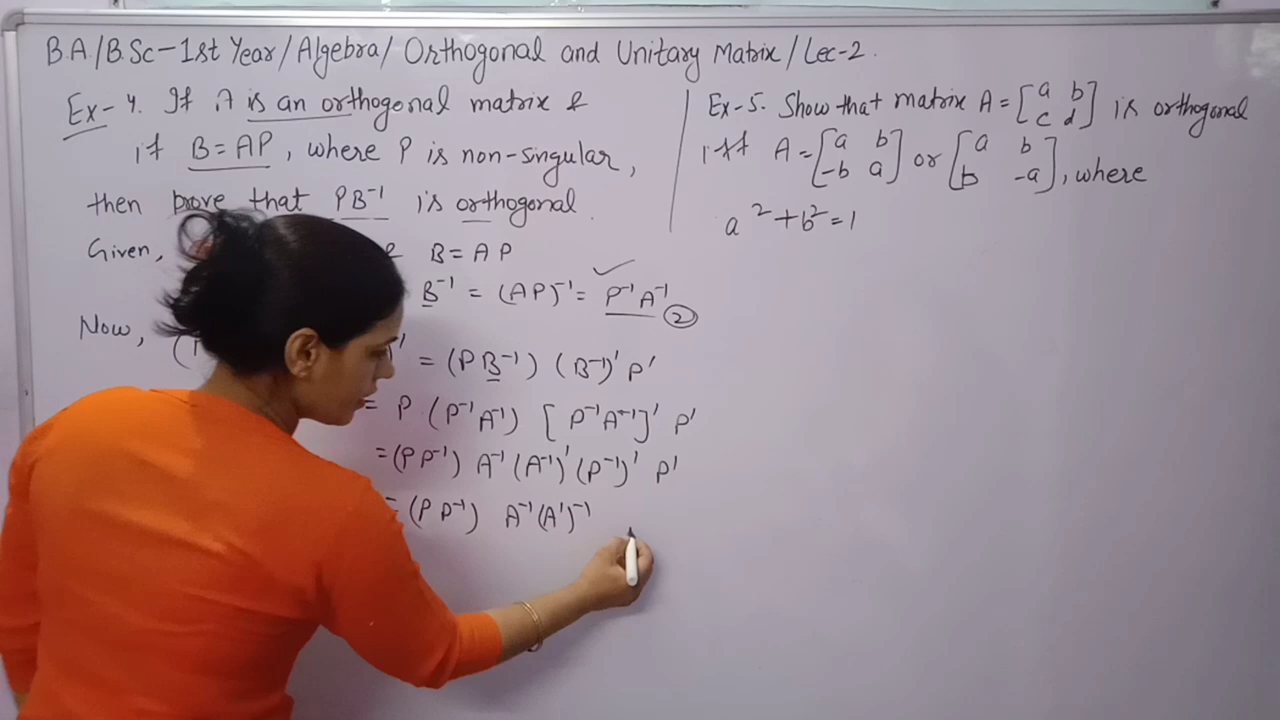 B.A./B.Sc-1st Year/Algebra/Orthogonal and Unitary Matrix/Lec-2.
Ex-4. If A is an orthogonal matrix &
if B=AP, where P is non-singular,
then prove that PB⁻¹ is orthogonal.
Given, & B = AP
B⁻¹ = (AP)⁻¹ = P⁻¹A⁻¹ ②
Now, ( )' = (PB⁻¹) (B⁻¹)' P'
= P (P⁻¹A⁻¹) [P⁻¹A⁻¹]' P'
= (PP⁻¹) A⁻¹(A⁻¹)' (P⁻¹)' P'
= (PP⁻¹) A⁻¹(A')⁻¹
Ex-5. Show that matrix A = [a b c d] is orthogonal
iff A = [a b -b a] or [a b b -a], where
a²+b²=1